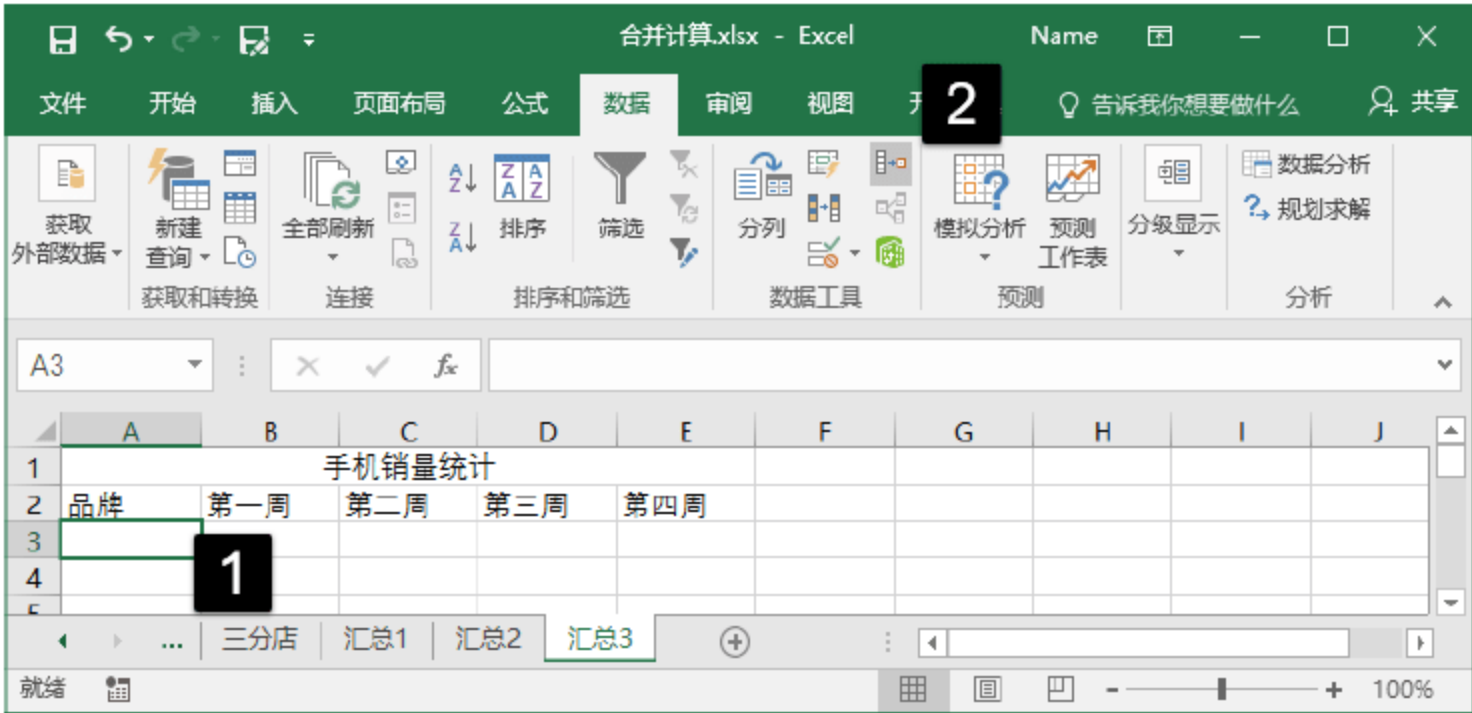 合并计算.xlsx - Excel Name
文件 开始 插入 页面布局 公式 数据 审阅 视图 2 告诉我你想要做什么 共享
获取 外部数据
新建 查询
全部刷新
排序
筛选
分列
模拟分析
预测 工作表
分级显示
数据分析
规划求解
获取和转换 连接 排序和筛选 数据工具 预测 分析
A3 fx
A B C D E F G H I J
1 手机销量统计
2 品牌 第一周 第二周 第三周 第四周
3
1
4
... 三分店 汇总1 汇总2 汇总3
就绪 100%